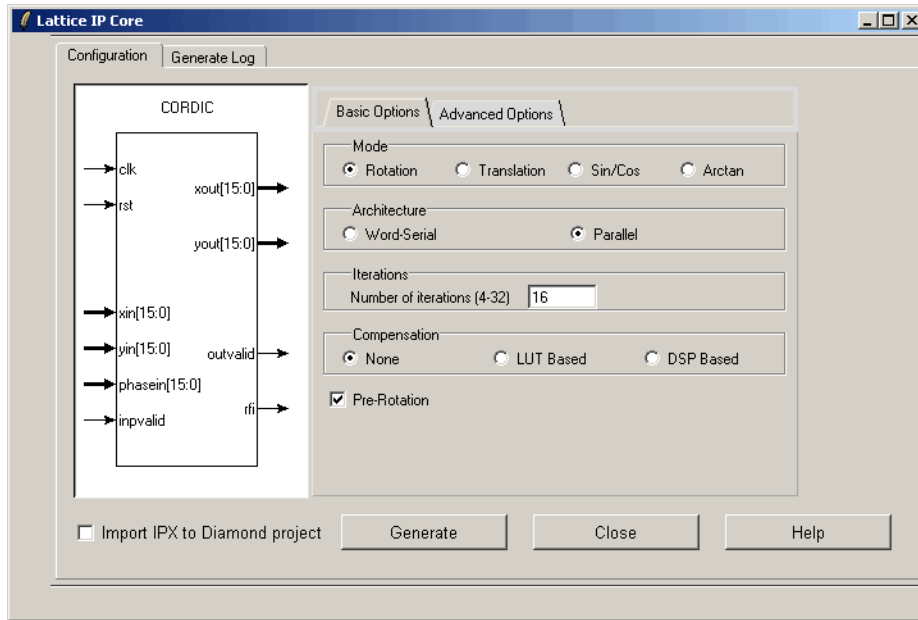 Lattice IP Core
Configuration
Generate Log
CORDIC
clk
rst
xout[15:0]
yout[15:0]
xin[15:0]
yin[15:0]
outvalid
phasein[15:0]
rfi
inpvalid
Basic Options
Advanced Options
Mode
Rotation Translation Sin/Cos Arctan
Architecture
Word-Serial Parallel
Iterations
Number of iterations (4-32) 16
Compensation
None LUT Based DSP Based
Pre-Rotation
Import IPX to Diamond project
Generate
Close
Help